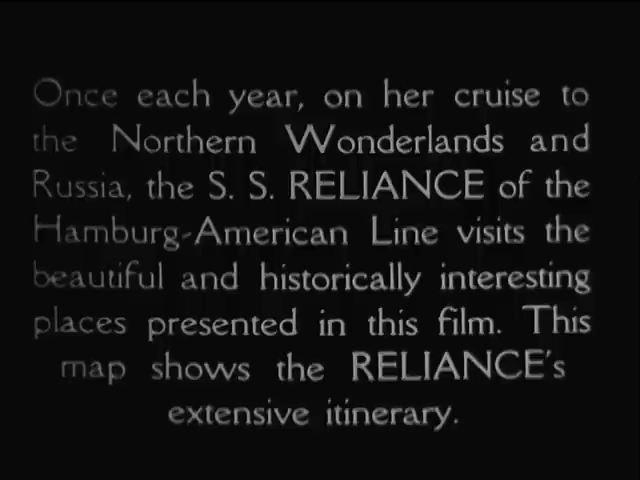 Once each year, on her cruise to
the Northern Wonderlands and
Russia, the S. S. RELIANCE of the
Hamburg-American Line visits the
beautiful and historically interesting
places presented in this film. This
map shows the RELIANCE's
extensive itinerary.